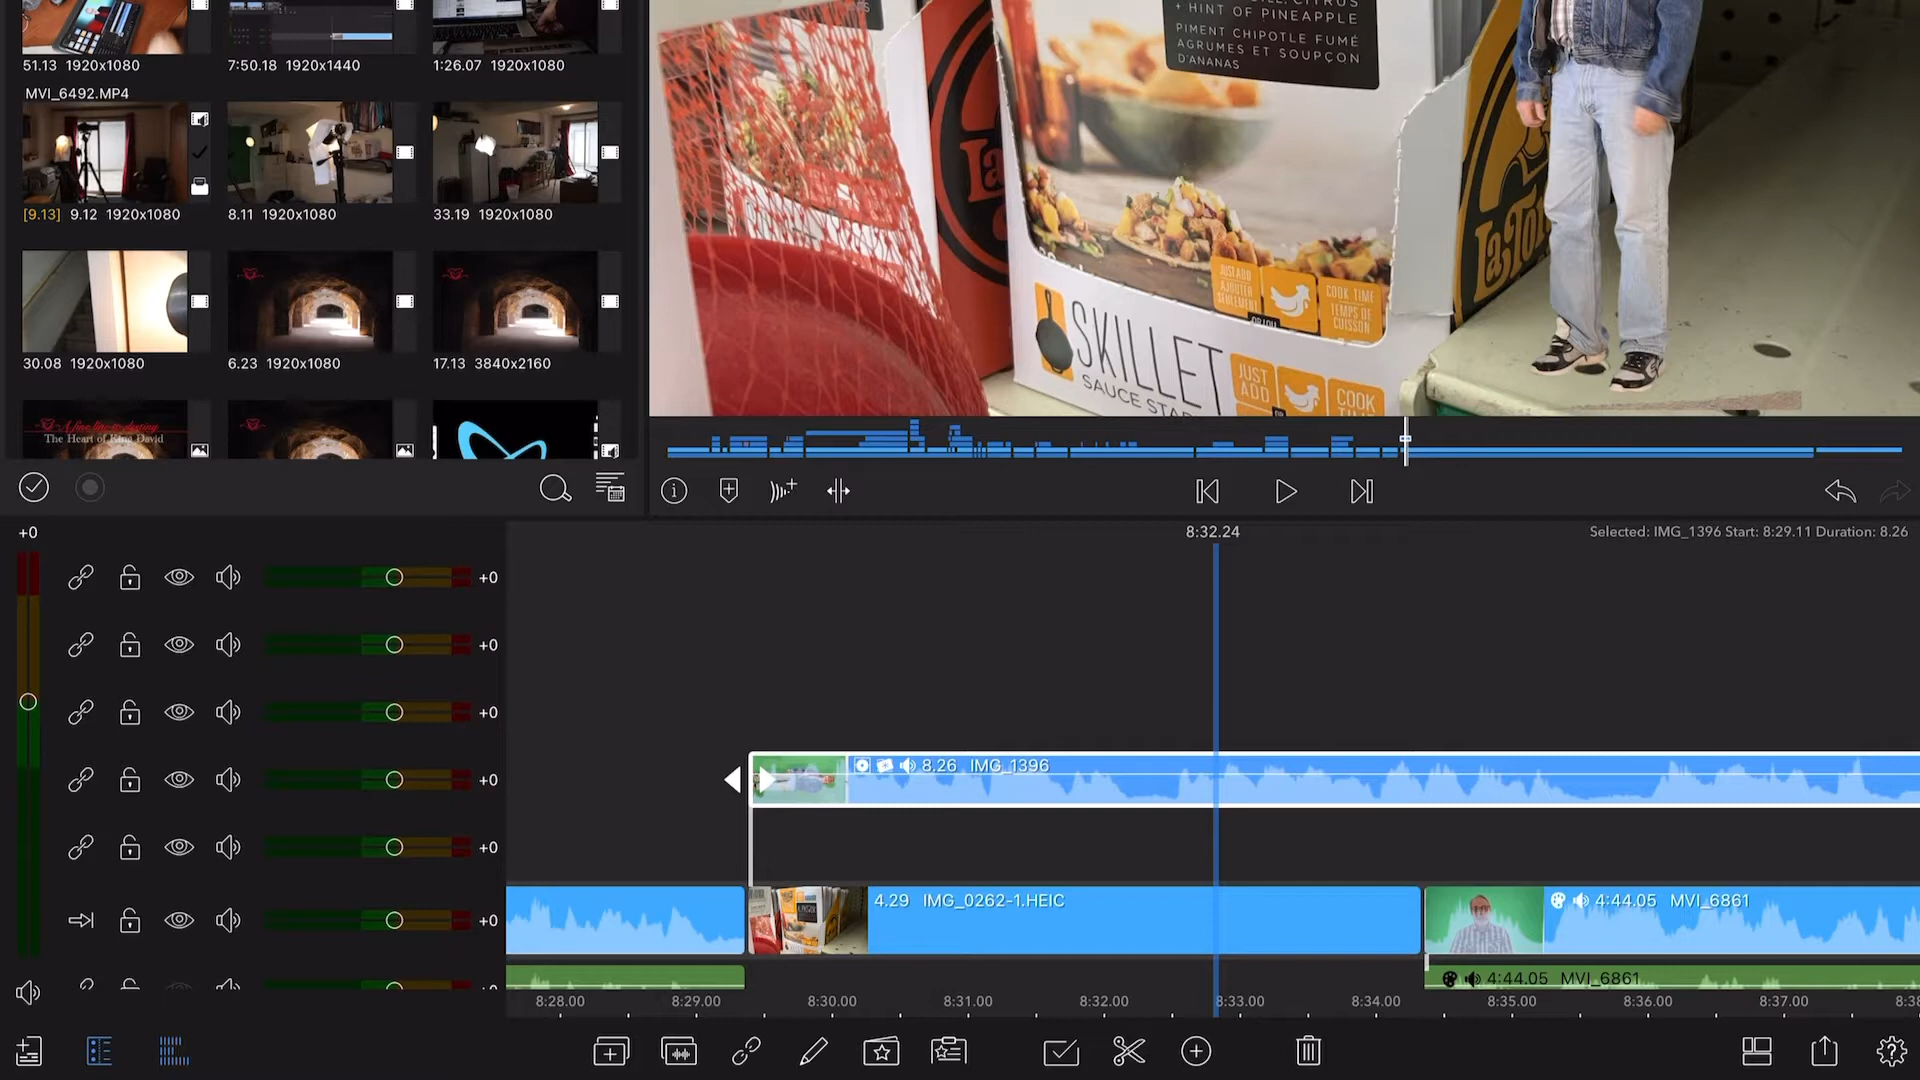 51.13 1920x1080
7:50.18 1920x1440
1:26.07 1920x1080
MVI_6492.MP4
[9.13] 9.12 1920x1080
8.11 1920x1080
33.19 1920x1080
30.08 1920x1080
6.23 1920x1080
17.13 3840x2160
The Heart of King David
+ HINT OF PINEAPPLE
PIMENT CHIPOTLE FUMÉ
AGRUMES ET SOUPÇON
D'ANANAS
JUST ADD
AJOUTER
SEULEMENT
COOK TIME
TEMPS DE
CUISSON
SKILLET
JUST
ADD
COOK
+0
8:32.24
Selected: IMG_1396 Start: 8:29.11 Duration: 8.26
+0
+0
+0
+0
8.26 IMG_1396
+0
+0
4.29 IMG_0262-1.HEIC
4:44.05 MVI_6861
4:44.05 MVI_6861
8:28.00
8:29.00
8:30.00
8:31.00
8:32.00
8:33.00
8:34.00
8:35.00
8:36.00
8:37.00